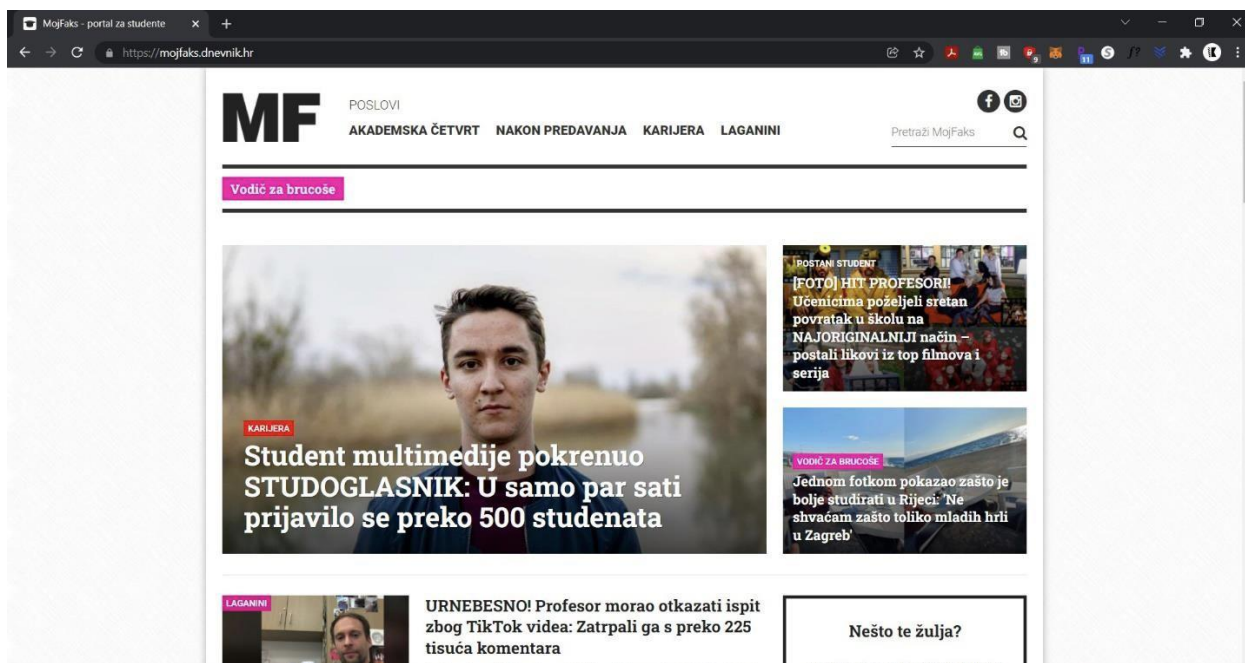 MojFaks - portal za studente
https://mojfaks.dnevnik.hr
MF
POSLOVI
AKADEMSKA ČETVRT NAKON PREDAVANJA KARIJERA LAGANINI
Pretraži MojFaks
Vodič za brucoše
KARIJERA
Student multimedije pokrenuo
STUDOGLASNIK: U samo par sati
prijavilo se preko 500 studenata
POSTANI STUDENT
[FOTO] HIT PROFESORI!
Učenicima poželjeli sretan
povratak u školu na
NAJORIGINALNIJI način –
postali likovi iz top filmova i
serija
VODIČ ZA BRUCOŠE
Jednom fotkom pokazao zašto je
bolje studirati u Rijeci: 'Ne
shvaćam zašto toliko mladih hrli
u Zagreb'
LAGANINI
URNEBESNO! Profesor morao otkazati ispit
zbog TikTok videa: Zatrpali ga s preko 225
tisuća komentara
Nešto te žulja?